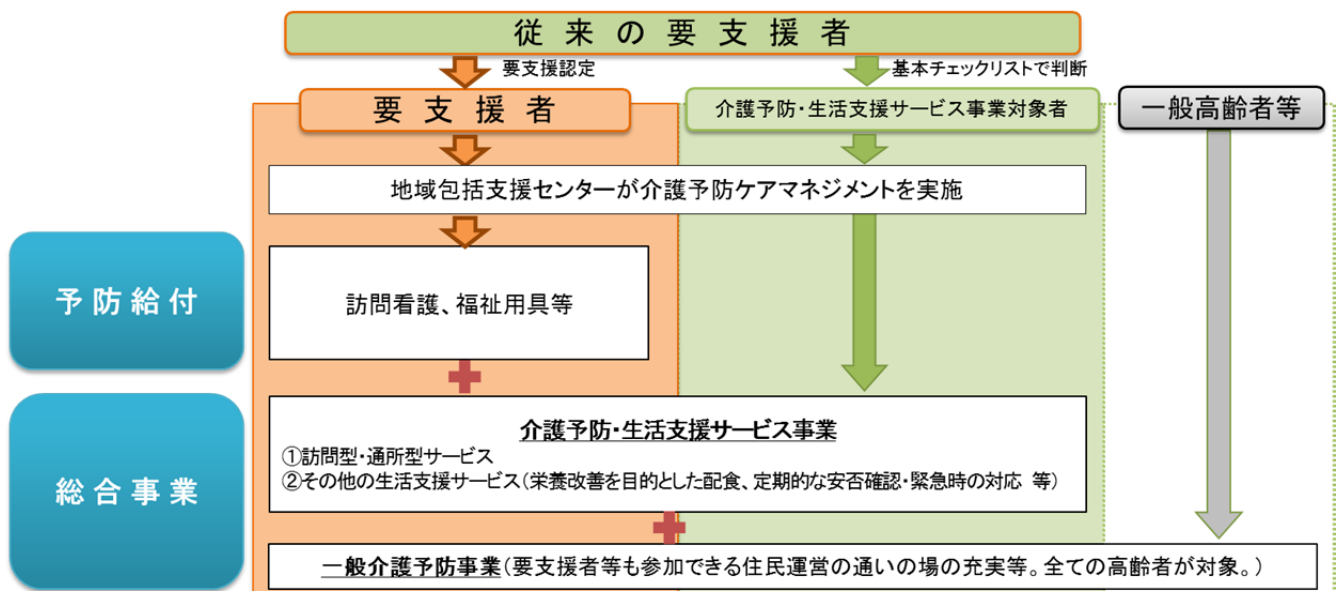 従来の要支援者
要支援認定
基本チェックリストで判断
要支援者
介護予防・生活支援サービス事業対象者
一般高齢者等
地域包括支援センターが介護予防ケアマネジメントを実施
予防給付
訪問看護、福祉用具等
総合事業
介護予防・生活支援サービス事業
①訪問型・通所型サービス
②その他の生活支援サービス(栄養改善を目的とした配食、定期的な安否確認・緊急時の対応 等)
一般介護予防事業(要支援者等も参加できる住民運営の通いの場の充実等。全ての高齢者が対象。)